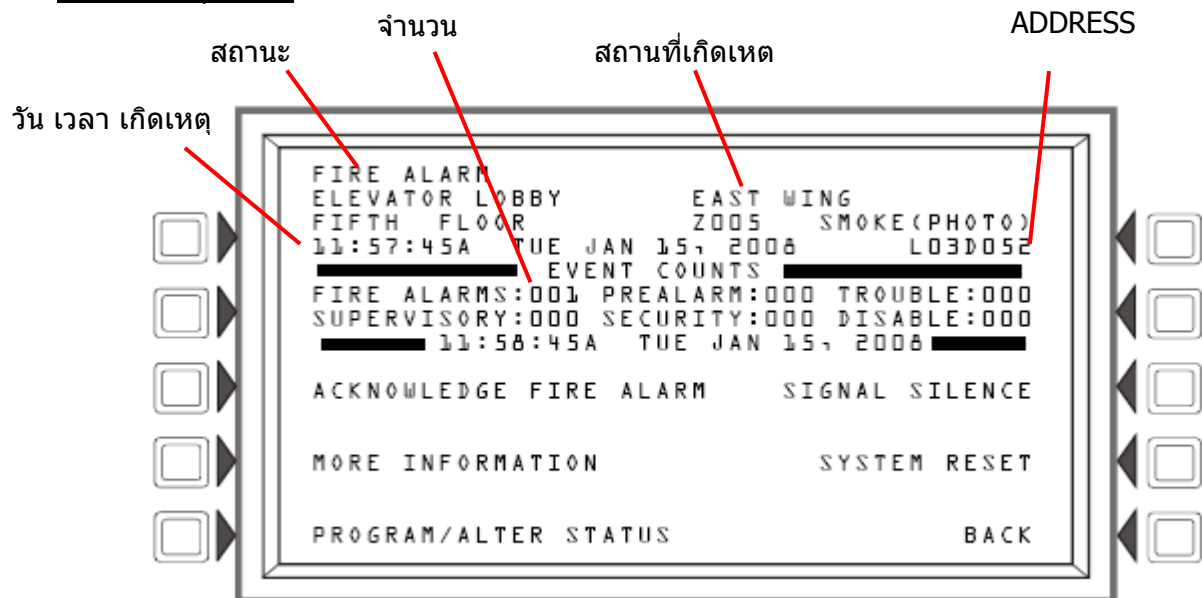 จำนวน
ADDRESS
สถานะ
สถานที่เกิดเหต
วัน เวลา เกิดเหตุ
FIRE ALARM
ELEVATOR LOBBY EAST WING
FIFTH FLOOR Z005 SMOKE(PHOTO)
11:57:45A TUE JAN 15, 2008 L03D052
EVENT COUNTS
FIRE ALARMS:001 PREALARM:000 TROUBLE:000
SUPERVISORY:000 SECURITY:000 DISABLE:000
11:58:45A TUE JAN 15, 2008
ACKNOWLEDGE FIRE ALARM SIGNAL SILENCE
MORE INFORMATION SYSTEM RESET
PROGRAM/ALTER STATUS BACK